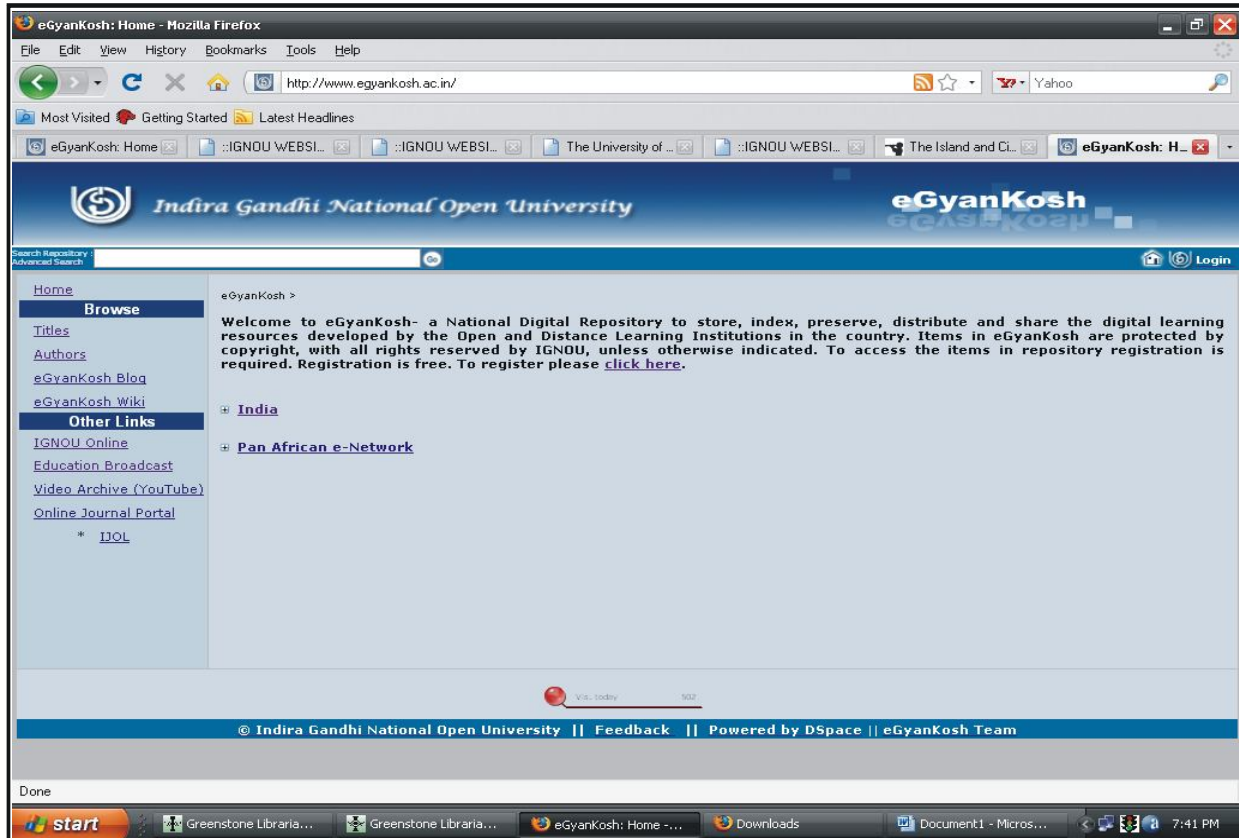 eGyanKosh: Home - Mozilla Firefox
File Edit View History Bookmarks Tools Help
http://www.egyankosh.ac.in/
Yahoo
Most Visited Getting Started Latest Headlines
eGyanKosh: Home ::IGNOU WEBSI... ::IGNOU WEBSI... The University of ... ::IGNOU WEBSI... The Island and Ci... eGyanKosh: H...
Indira Gandhi National Open University eGyanKosh
Search Repository :
Advanced Search
Go
Login
Home
Browse
Titles
Authors
eGyanKosh Blog
eGyanKosh Wiki
Other Links
IGNOU Online
Education Broadcast
Video Archive (YouTube)
Online Journal Portal
* IJOL
eGyanKosh >
Welcome to eGyanKosh- a National Digital Repository to store, index, preserve, distribute and share the digital learning
resources developed by the Open and Distance Learning Institutions in the country. Items in eGyanKosh are protected by
copyright, with all rights reserved by IGNOU, unless otherwise indicated. To access the items in repository registration is
required. Registration is free. To register please click here.
India
Pan African e-Network
Vis. today 502
© Indira Gandhi National Open University || Feedback || Powered by DSpace || eGyanKosh Team
Done
start Greenstone Libraria... Greenstone Libraria... eGyanKosh: Home -... Downloads Document1 - Micros... 7:41 PM